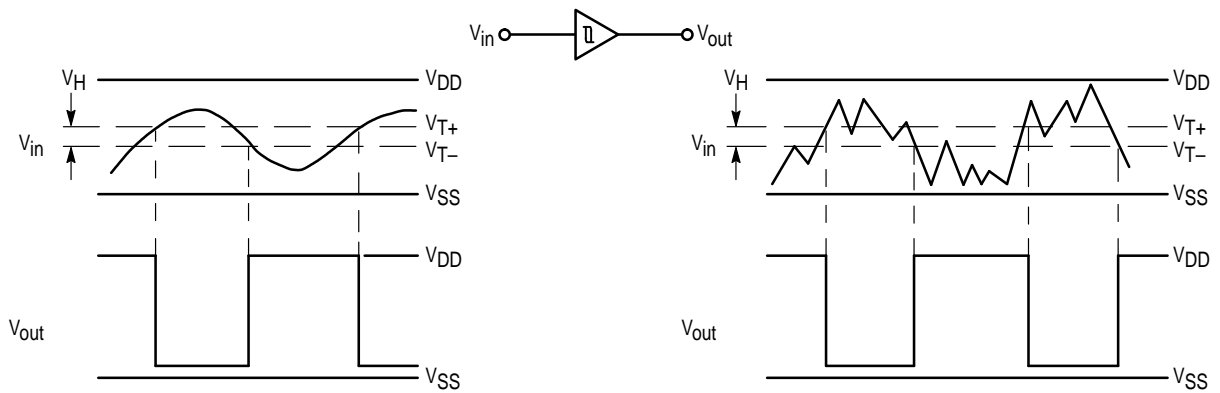 Vin Vout
VH VDD
VT+
Vin VT–
VSS
VDD
Vout
VSS
VH VDD
VT+
Vin VT–
VSS
VDD
Vout
VSS